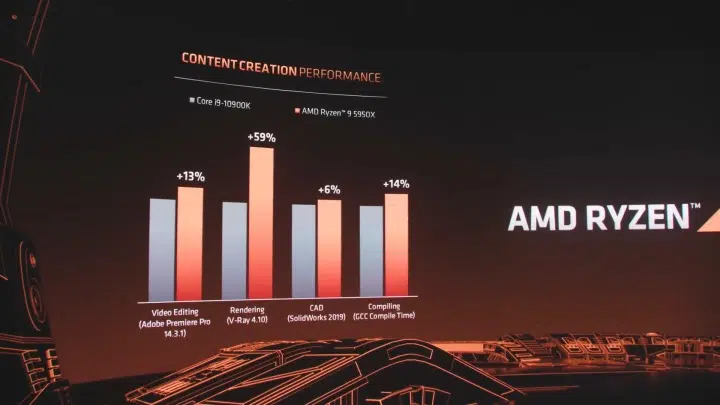 CONTENT CREATION PERFORMANCE
Core i9-10900K
AMD Ryzen™ 9 5950X
+13%
+59%
+6%
+14%
Video Editing
(Adobe Premiere Pro
14.3.1)
Rendering
(V-Ray 4.10)
CAD
(SolidWorks 2019)
Compiling
(GCC Compile Time)
AMD RYZEN™